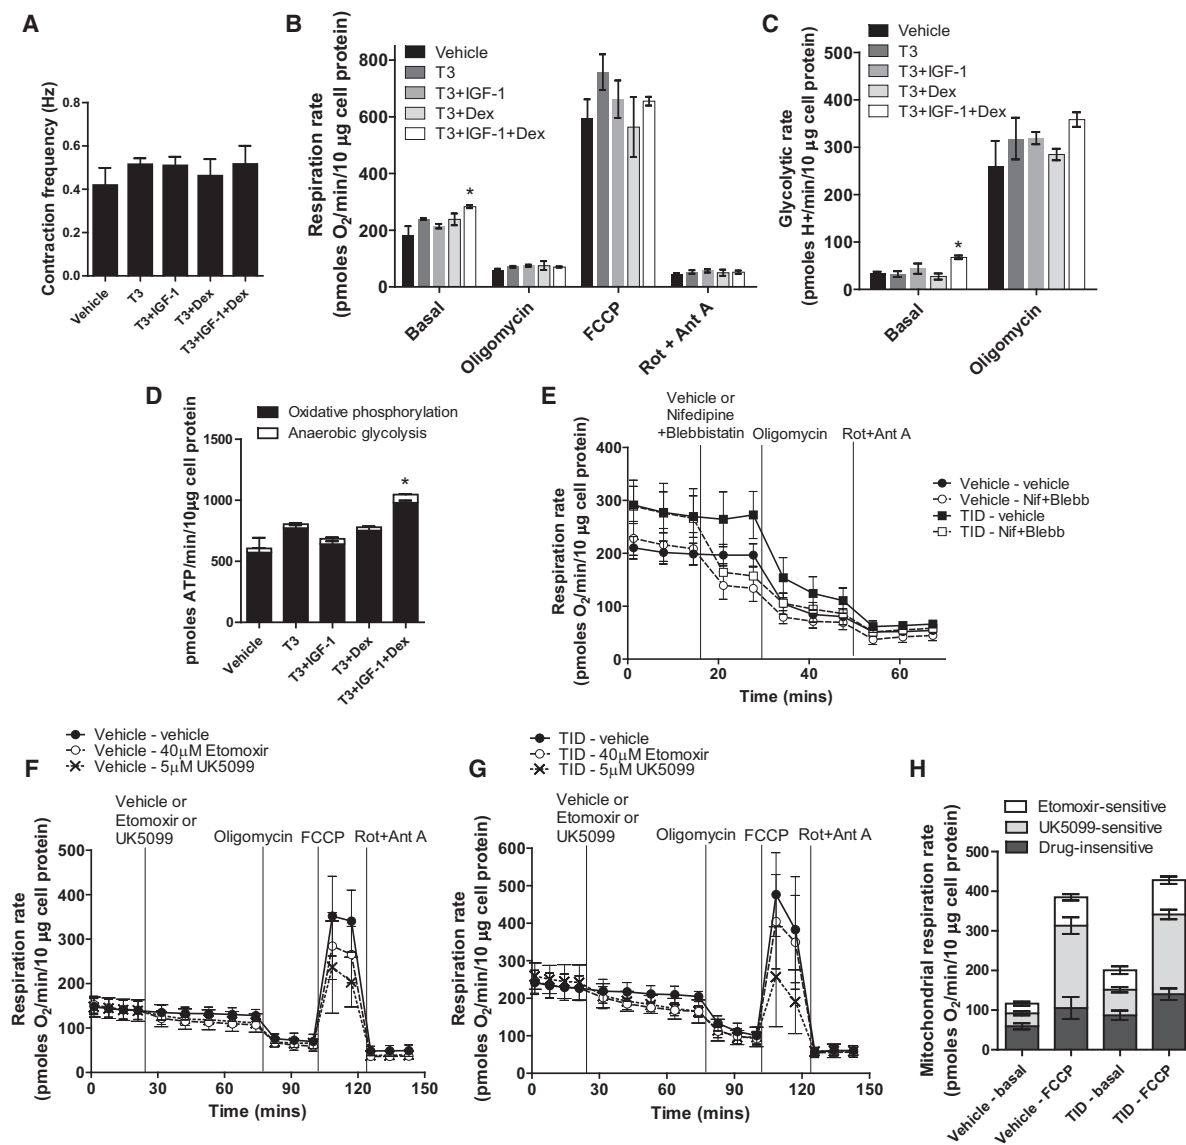 A
Contraction frequency (Hz)
0.8
0.6
0.4
0.2
0.0
Vehicle
T3
T3+IGF-1
T3+Dex
T3+IGF-1+Dex
B
Respiration rate
(pmoles O2/min/10 μg cell protein)
800
600
400
200
0
Vehicle
T3
T3+IGF-1
T3+Dex
T3+IGF-1+Dex
*
Basal
Oligomycin
FCCP
Rot + Ant A
C
Glycolytic rate
(pmoles H+/min/10 μg cell protein)
500
400
300
200
100
0
Vehicle
T3
T3+IGF-1
T3+Dex
T3+IGF-1+Dex
*
Basal
Oligomycin
D
pmoles ATP/min/10μg cell protein
Oxidative phosphorylation
Anaerobic glycolysis
1500
1000
500
0
*
Vehicle
T3
T3+IGF-1
T3+Dex
T3+IGF-1+Dex
E
Vehicle or
Nifedipine
+Blebbistatin
Oligomycin
Rot+Ant A
Respiration rate
(pmoles O2/min/10 μg cell protein)
400
300
200
100
0
0 20 40 60
Time (mins)
Vehicle - vehicle
Vehicle - Nif+Blebb
TID - vehicle
TID - Nif+Blebb
F
Vehicle - vehicle
Vehicle - 40μM Etomoxir
Vehicle - 5μM UK5099
Vehicle or
Etomoxir or
UK5099
Oligomycin
FCCP
Rot+Ant A
Respiration rate
(pmoles O2/min/10 μg cell protein)
500
400
300
200
100
0
0 30 60 90 120 150
Time (mins)
G
TID - vehicle
TID - 40μM Etomoxir
TID - 5μM UK5099
Vehicle or
Etomoxir or
UK5099
Oligomycin
FCCP
Rot+Ant A
Respiration rate
(pmoles O2/min/10 μg cell protein)
600
500
400
300
200
100
0
0 30 60 90 120 150
Time (mins)
H
Etomoxir-sensitive
UK5099-sensitive
Drug-insensitive
Mitochondrial respiration rate
(pmoles O2/min/10 μg cell protein)
500
400
300
200
100
0
Vehicle - basal
Vehicle - FCCP
TID - basal
TID - FCCP